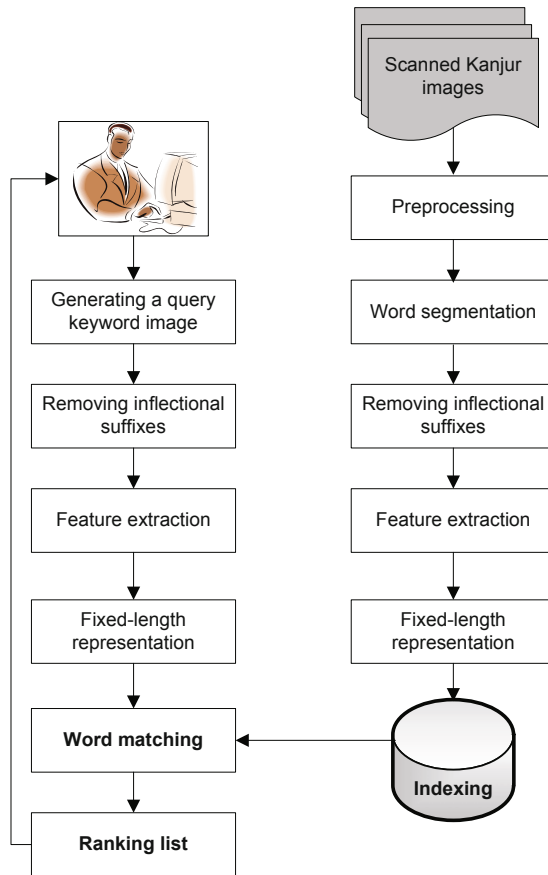 Scanned Kanjur
images
Preprocessing
Generating a query
keyword image
Word segmentation
Removing inflectional
suffixes
Removing inflectional
suffixes
Feature extraction
Feature extraction
Fixed-length
representation
Fixed-length
representation
Word matching
Indexing
Ranking list